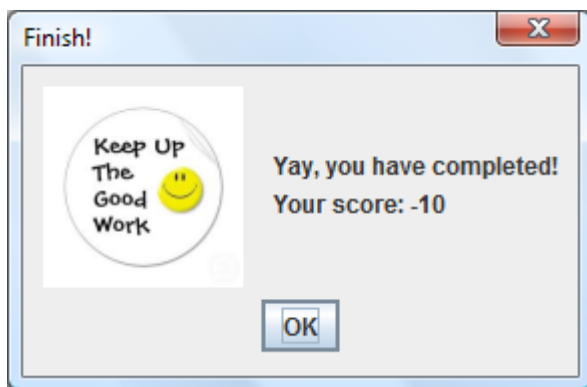 Finish!
Keep Up
The
Good
Work
Yay, you have completed!
Your score: -10
OK